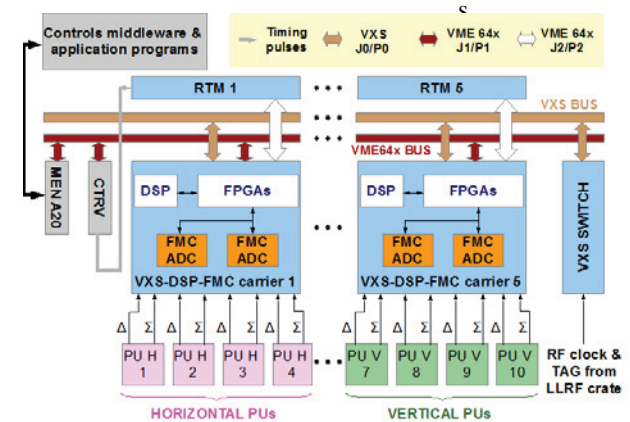 s
Controls middleware &
application programs
Timing
pulses
VXS
J0/P0
VME 64x
J1/P1
VME 64x
J2/P2
RTM 1
• • •
RTM 5
VXS BUS
• • •
VME64x BUS
MEN A20
CTRV
DSP
FPGAs
FMC
ADC
FMC
ADC
VXS-DSP-FMC carrier 1
• • •
DSP
FPGAs
FMC
ADC
FMC
ADC
VXS-DSP-FMC carrier 5
VXS SWITCH
Δ Σ Δ Σ Δ Σ Δ Σ
Δ Σ Δ Σ Δ Σ Δ Σ
PU H
1
PU H
2
PU H
3
PU H
4
• • •
PU V
7
PU V
8
PU V
9
PU V
10
RF clock &
TAG from
LLRF crate
HORIZONTAL PUs
VERTICAL PUs